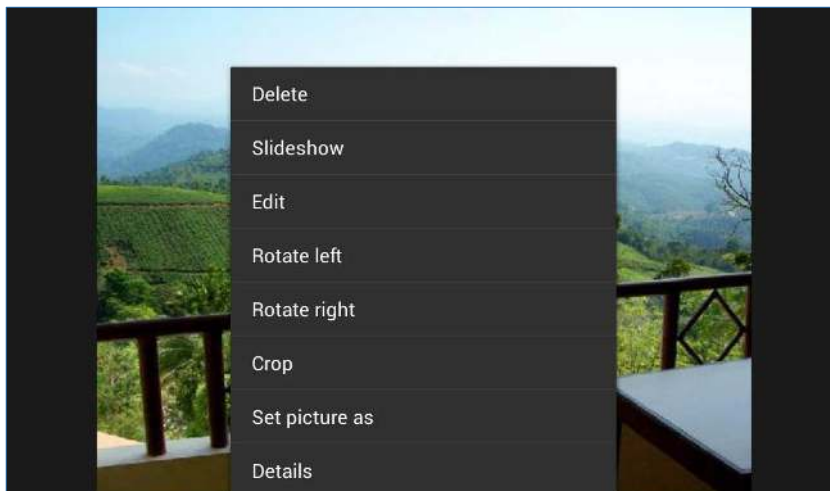 Delete
Slideshow
Edit
Rotate left
Rotate right
Crop
Set picture as
Details